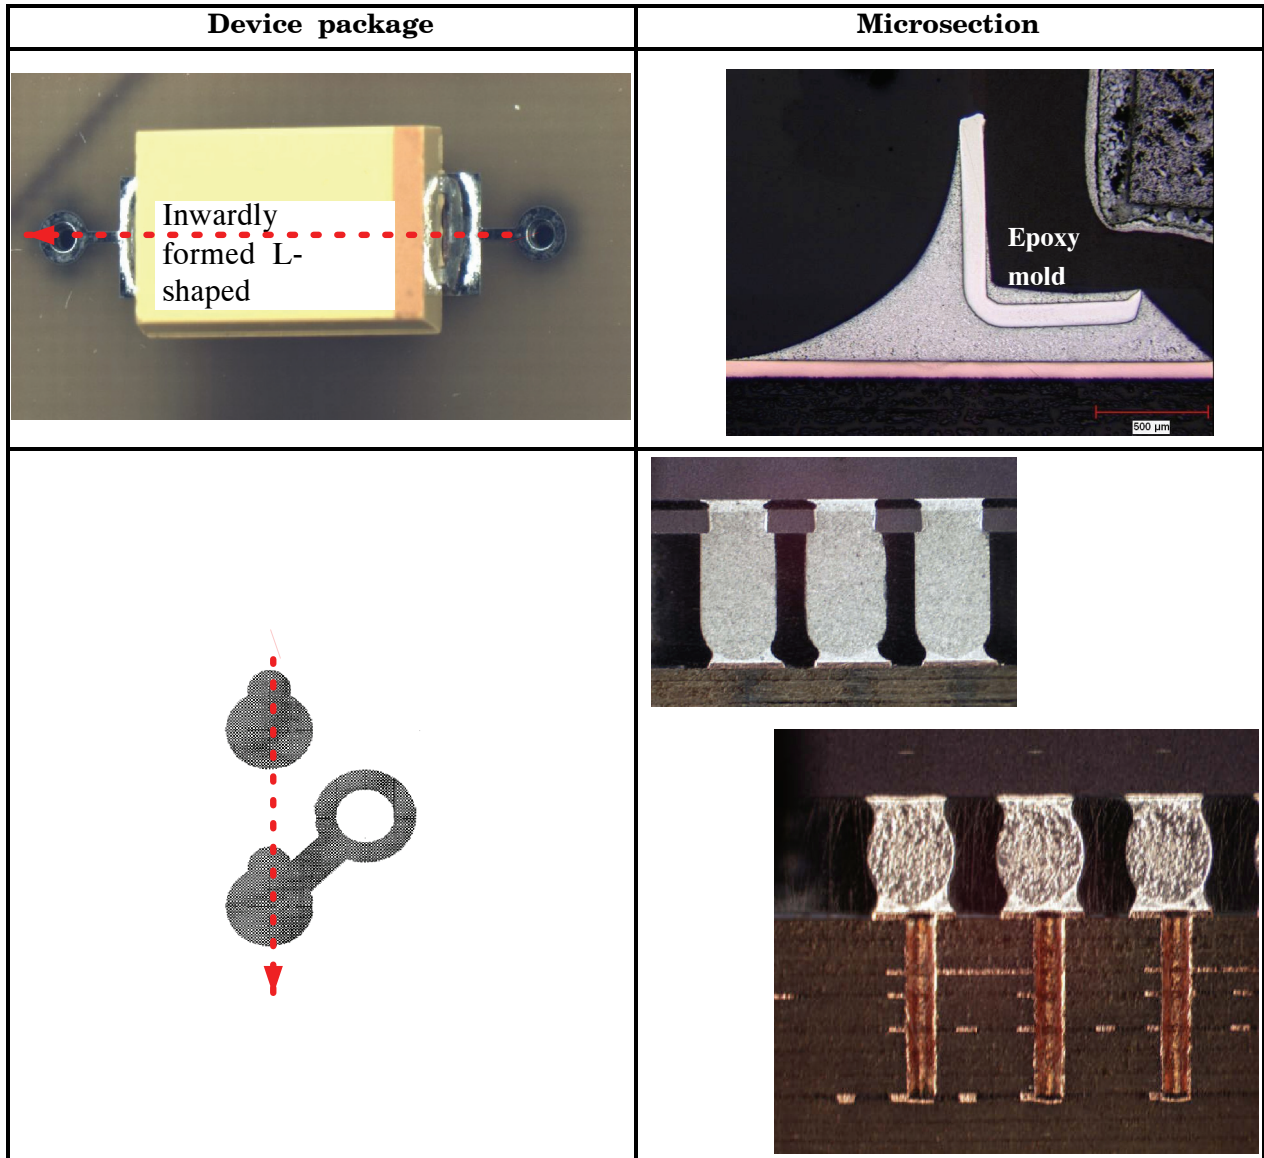 Device package
Microsection
Inwardly
formed L-
shaped
Epoxy
mold
500 µm